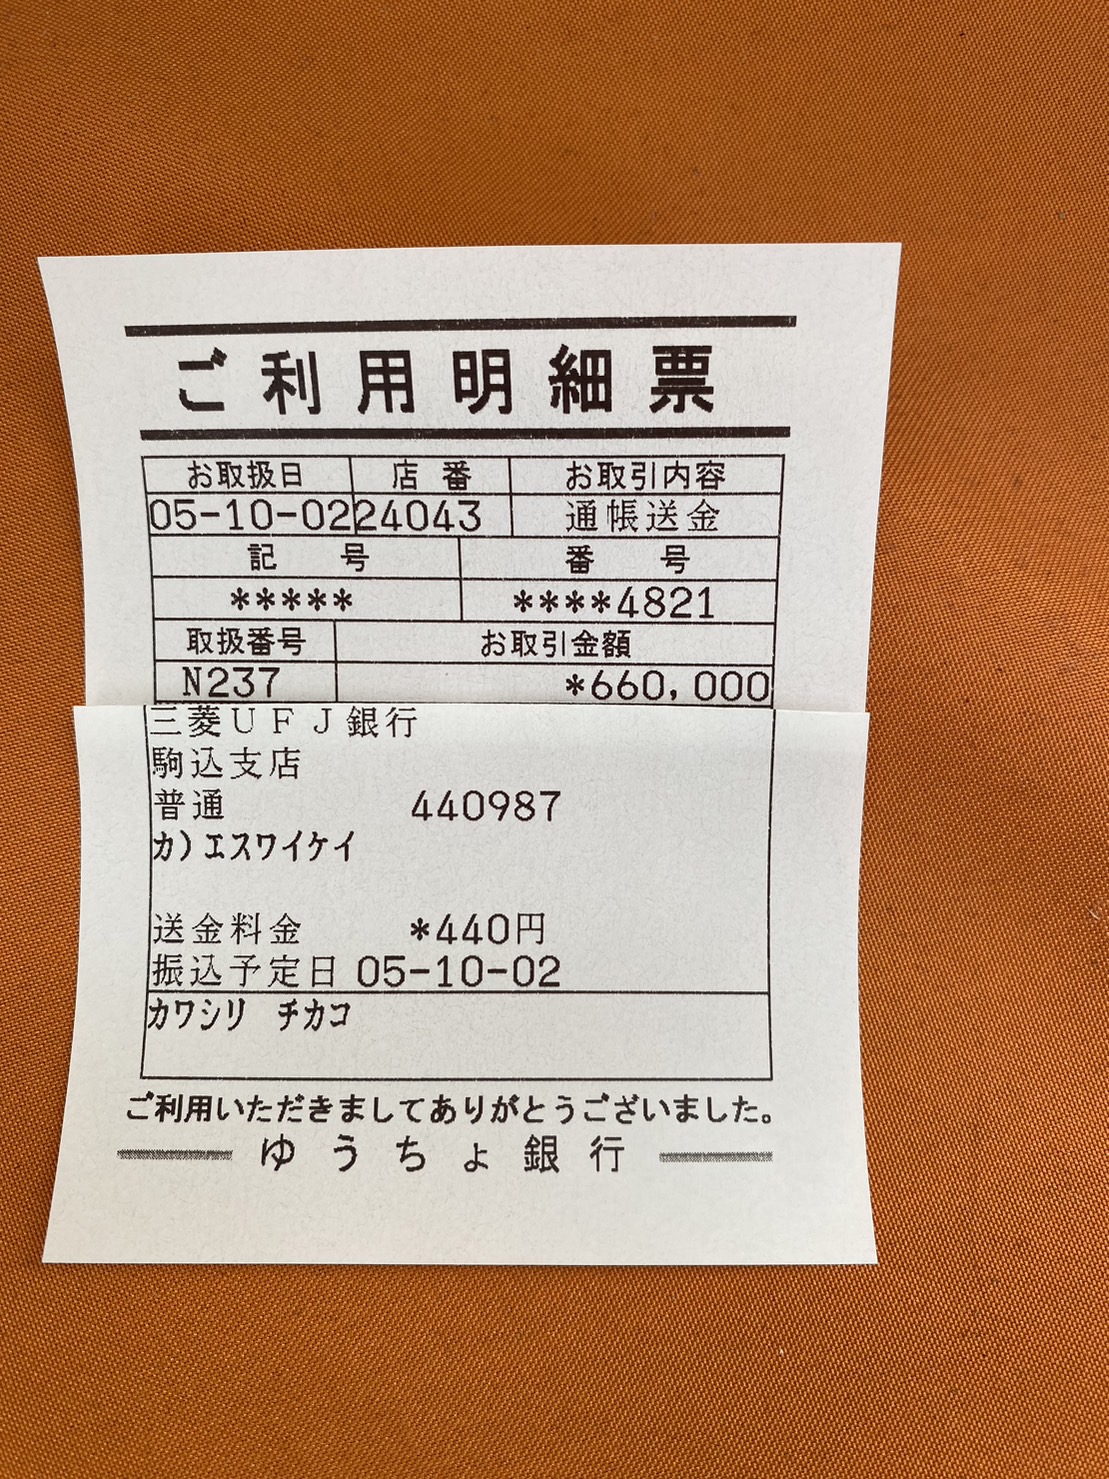 ご利用明細票
お取扱日 店番 お取引内容
05-10-02 24043 通帳送金
記号 番号
***** ****4821
取扱番号 お取引金額
N237 *660,000
三菱UFJ銀行
駒込支店
普通 440987
カ)エスワイケイ
送金料金 *440円
振込予定日 05-10-02
カワシリ チカコ
ご利用いただきましてありがとうございました。
ゆうちょ銀行